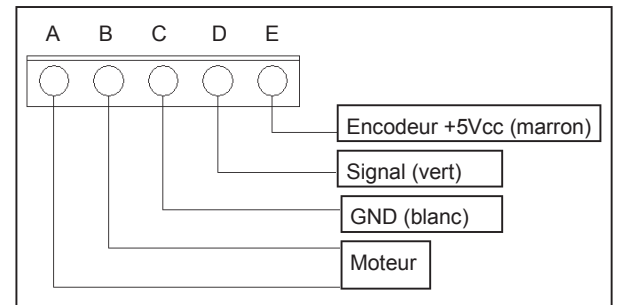 A B C D E
Encodeur +5Vcc (marron)
Signal (vert)
GND (blanc)
Moteur